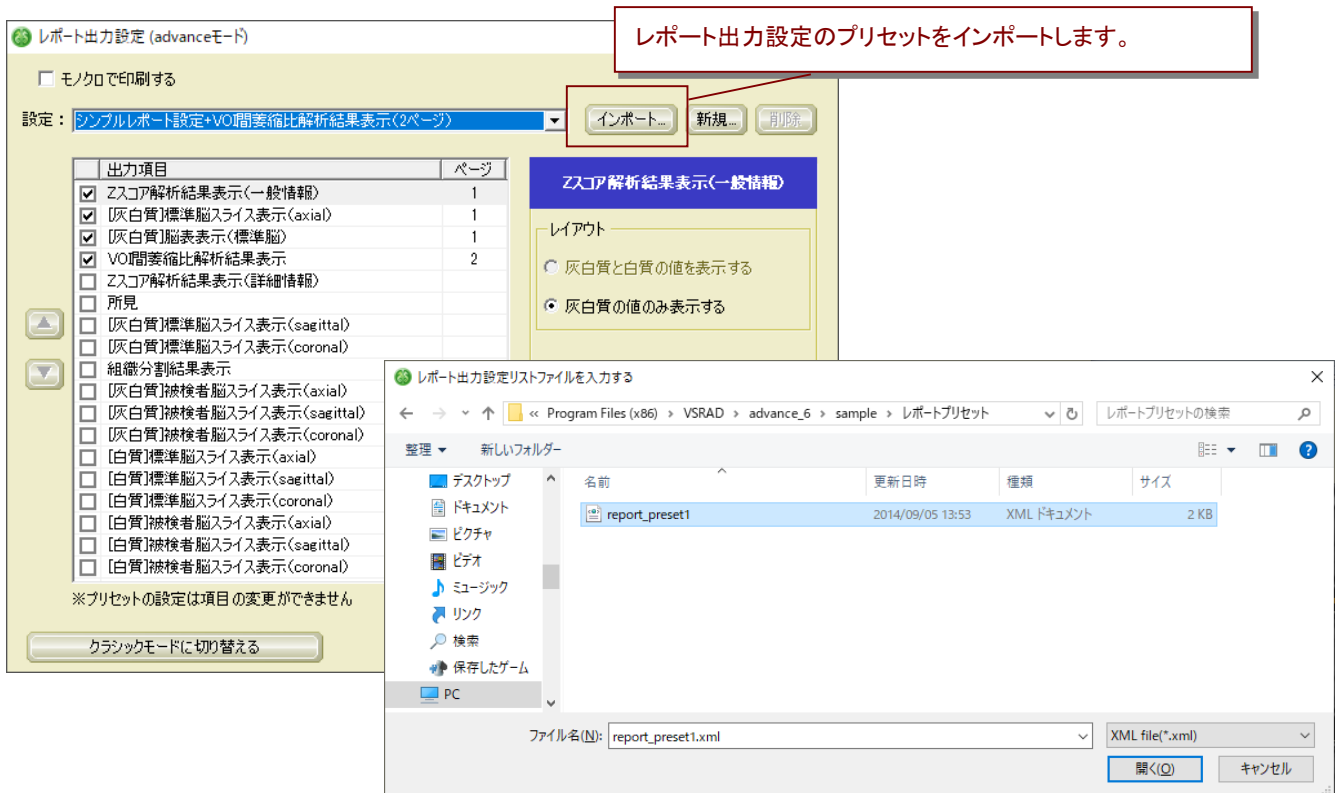 レポート出力設定のプリセットをインポートします。
レポート出力設定 (advanceモード)
モノクロで印刷する
設定： シンプルレポート設定+VOI間萎縮比解析結果表示(2ページ) インポート... 新規... 削除
出力項目 ページ
Zスコア解析結果表示(一般情報) 1
[灰白質]標準脳スライス表示(axial) 1
[灰白質]脳表表示(標準脳) 1
VOI間萎縮比解析結果表示 2
Zスコア解析結果表示(詳細情報)
所見
[灰白質]標準脳スライス表示(sagittal)
[灰白質]標準脳スライス表示(coronal)
組織分割結果表示
[灰白質]被検者脳スライス表示(axial)
[灰白質]被検者脳スライス表示(sagittal)
[灰白質]被検者脳スライス表示(coronal)
[白質]標準脳スライス表示(axial)
[白質]標準脳スライス表示(sagittal)
[白質]標準脳スライス表示(coronal)
[白質]被検者脳スライス表示(axial)
[白質]被検者脳スライス表示(sagittal)
[白質]被検者脳スライス表示(coronal)
※プリセットの設定は項目の変更ができません
クラシックモードに切り替える
Zスコア解析結果表示(一般情報)
レイアウト
灰白質と白質の値を表示する
灰白質の値のみ表示する
レポート出力設定リストファイルを入力する
« Program Files (x86) › VSRAD › advance_6 › sample › レポートプリセット レポートプリセットの検索
整理 新しいフォルダー
デスクトップ
ドキュメント
ピクチャ
ビデオ
ミュージック
リンク
検索
保存したゲーム
PC
名前 更新日時 種類 サイズ
report_preset1 2014/09/05 13:53 XML ドキュメント 2 KB
ファイル名(N): report_preset1.xml XML file(*.xml)
開く(O) キャンセル